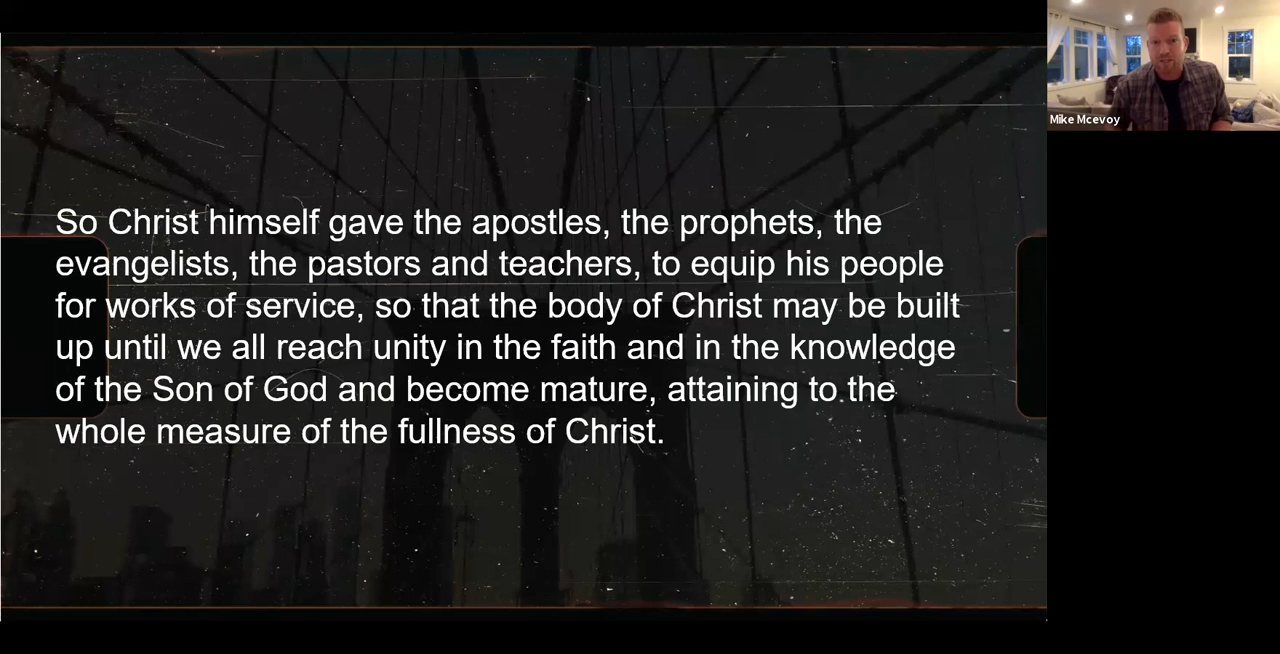 So Christ himself gave the apostles, the prophets, the
evangelists, the pastors and teachers, to equip his people
for works of service, so that the body of Christ may be built
up until we all reach unity in the faith and in the knowledge
of the Son of God and become mature, attaining to the
whole measure of the fullness of Christ.
Mike Mcevoy